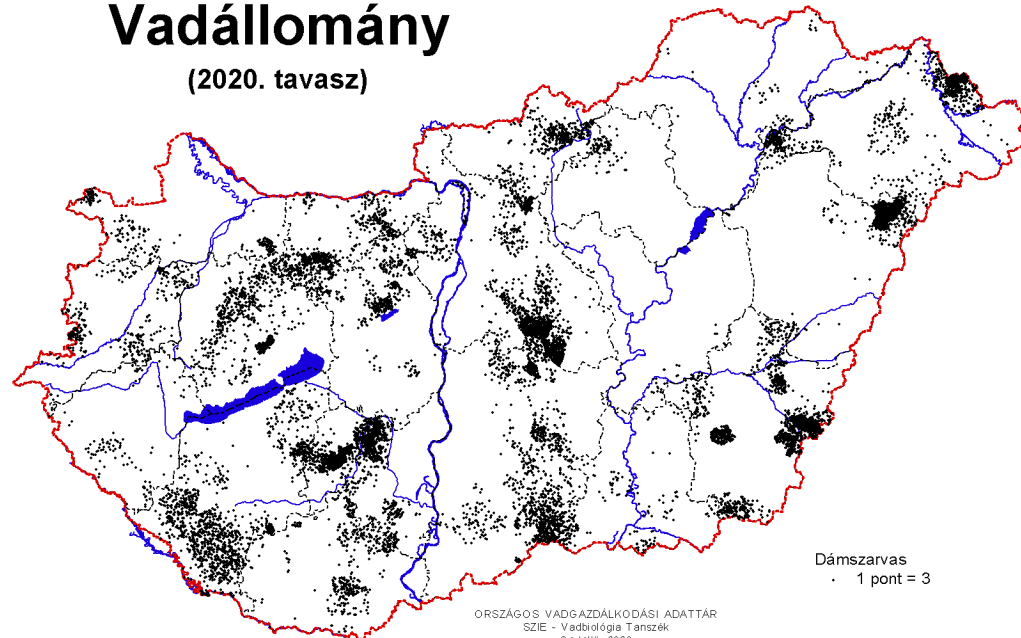 Vadállomány
(2020. tavasz)
Dámszarvas
1 pont = 3
ORSZÁGOS VADGAZDÁLKODÁSI ADATTÁR
SZIE - Vadbiológia Tanszék